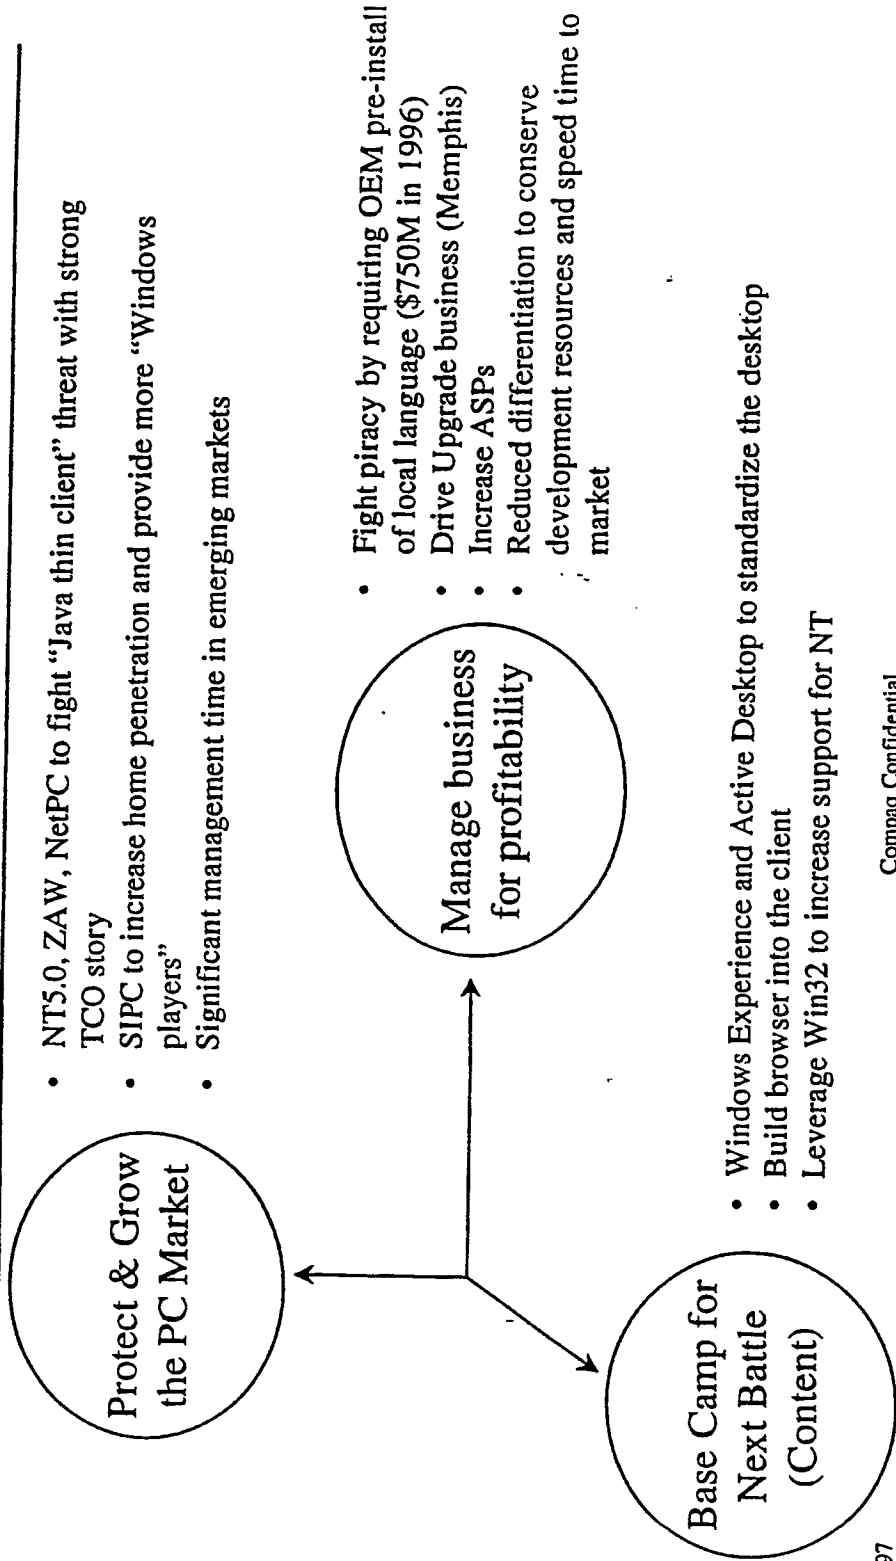 Protect & Grow
the PC Market
• NT5.0, ZAW, NetPC to fight “Java thin client” threat with strong
TCO story
• SIPC to increase home penetration and provide more “Windows
players”
• Significant management time in emerging markets
Manage business
for profitability
• Fight piracy by requiring OEM pre-install
of local language ($750M in 1996)
• Drive Upgrade business (Memphis)
• Increase ASPs
• Reduced differentiation to conserve
development resources and speed time to
market
Base Camp for
Next Battle
(Content)
• Windows Experience and Active Desktop to standardize the desktop
• Build browser into the client
• Leverage Win32 to increase support for NT
Compaq Confidential
97